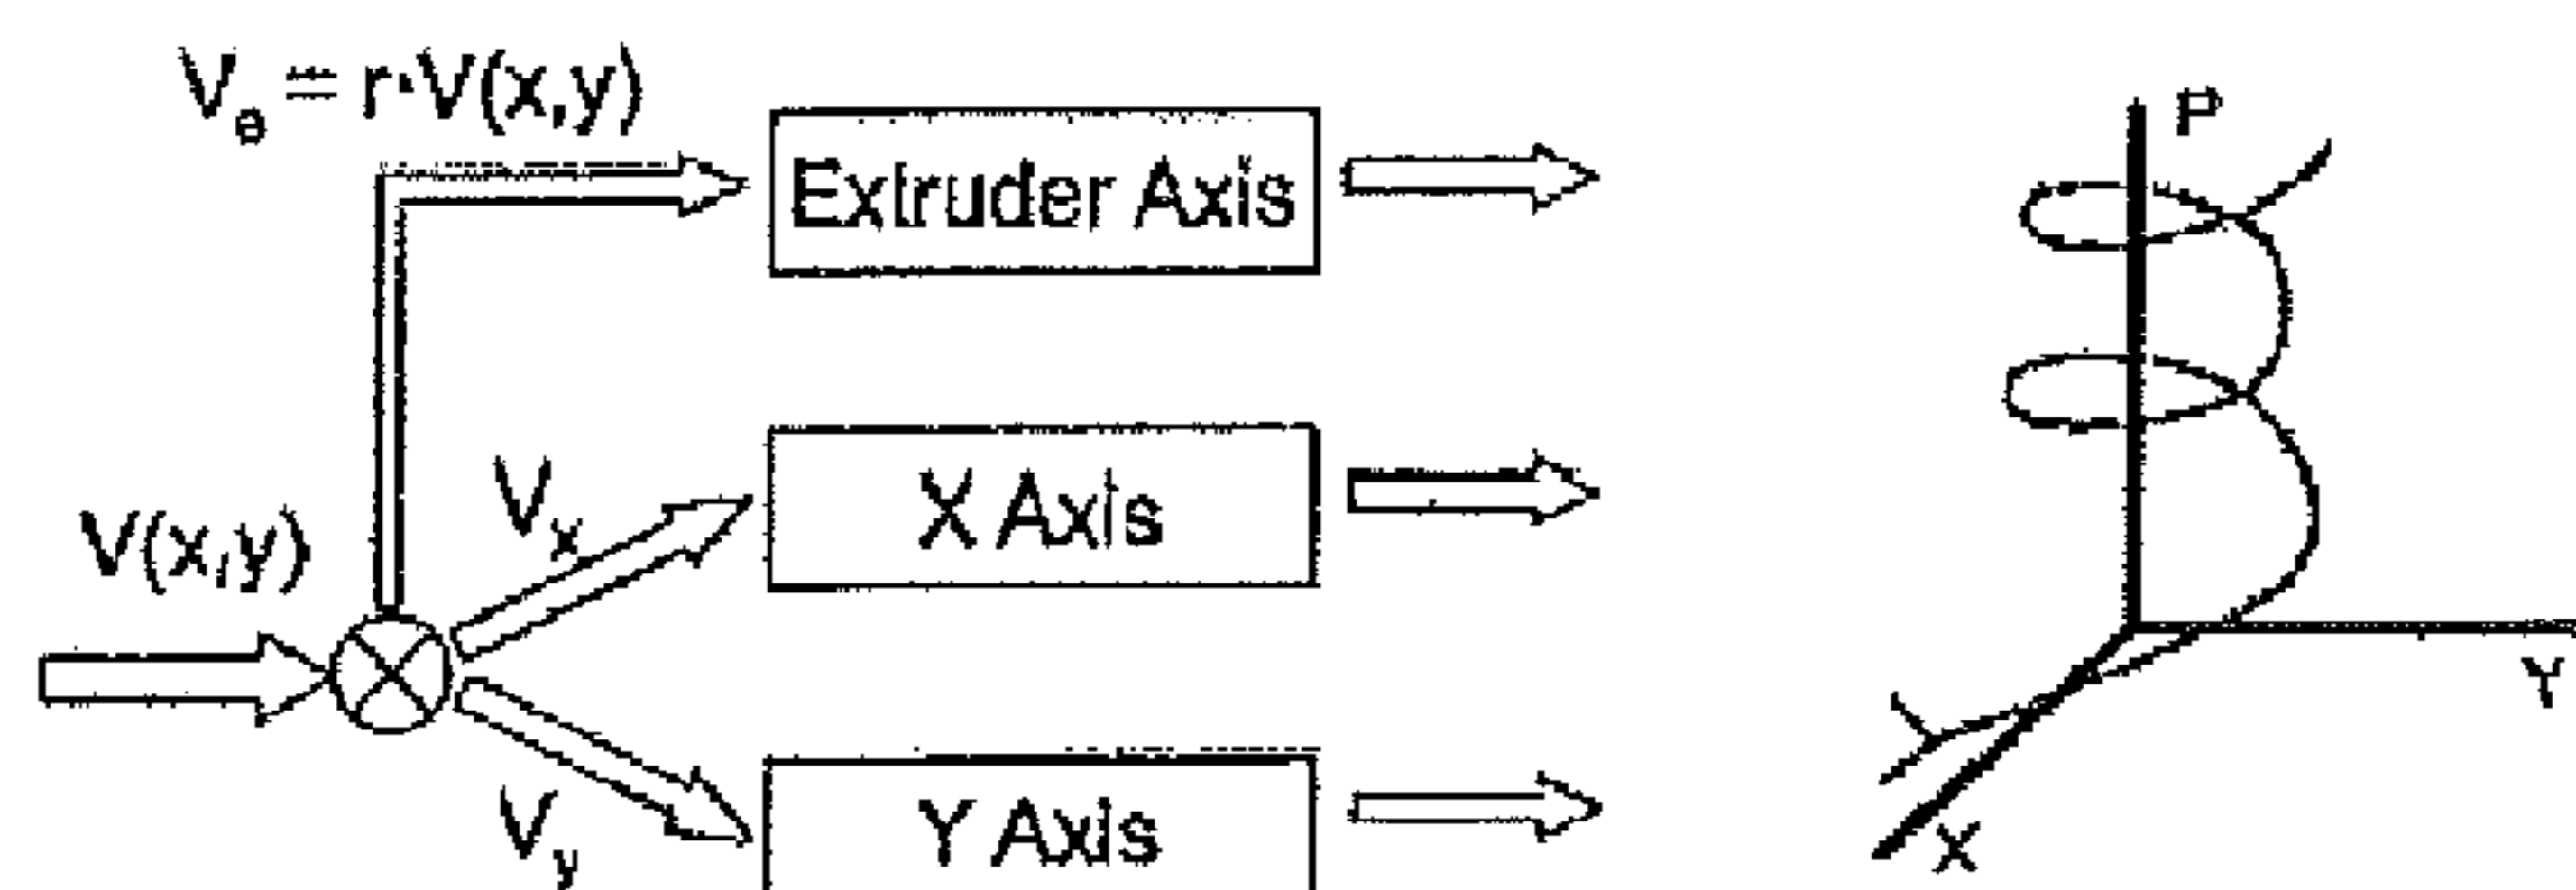 Vₑ = r·V(x,y)
Extruder Axis
P
Vₓ
X Axis
V(x,y)
Y
Vy
Y Axis
X